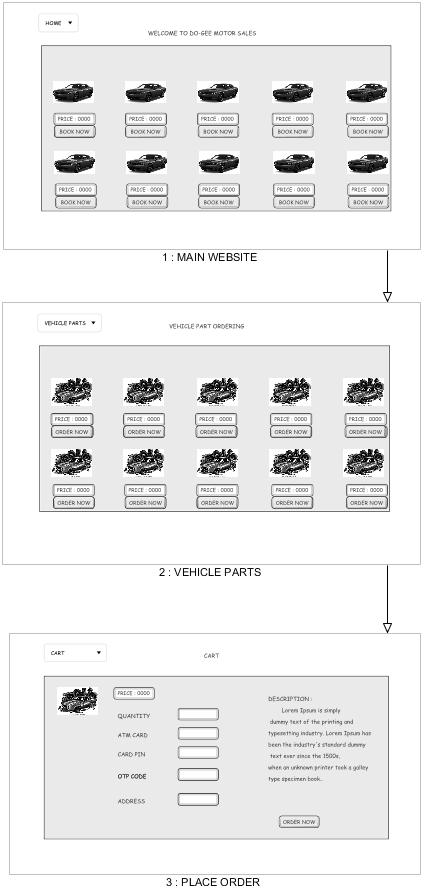 HOME
WELCOME TO DO-GEE MOTOR SALES
PRICE : 0000 PRICE : 0000 PRICE : 0000 PRICE : 0000 PRICE : 0000
BOOK NOW BOOK NOW BOOK NOW BOOK NOW BOOK NOW
PRICE : 0000 PRICE : 0000 PRICE : 0000 PRICE : 0000 PRICE : 0000
BOOK NOW BOOK NOW BOOK NOW BOOK NOW BOOK NOW
1 : MAIN WEBSITE
VEHICLE PARTS
VEHICLE PART ORDERING
PRICE : 0000 PRICE : 0000 PRICE : 0000 PRICE : 0000 PRICE : 0000
ORDER NOW ORDER NOW ORDER NOW ORDER NOW ORDER NOW
PRICE : 0000 PRICE : 0000 PRICE : 0000 PRICE : 0000 PRICE : 0000
ORDER NOW ORDER NOW ORDER NOW ORDER NOW ORDER NOW
2 : VEHICLE PARTS
CART
CART
PRICE : 0000
QUANTITY
ATM CARD
CARD PIN
OTP CODE
ADDRESS
DESCRIPTION :
Lorem Ipsum is simply
dummy text of the printing and
typesetting industry. Lorem Ipsum has
been the industry's standard dummy
text ever since the 1500s,
when an unknown printer took a galley
type specimen book..
ORDER NOW
3 : PLACE ORDER